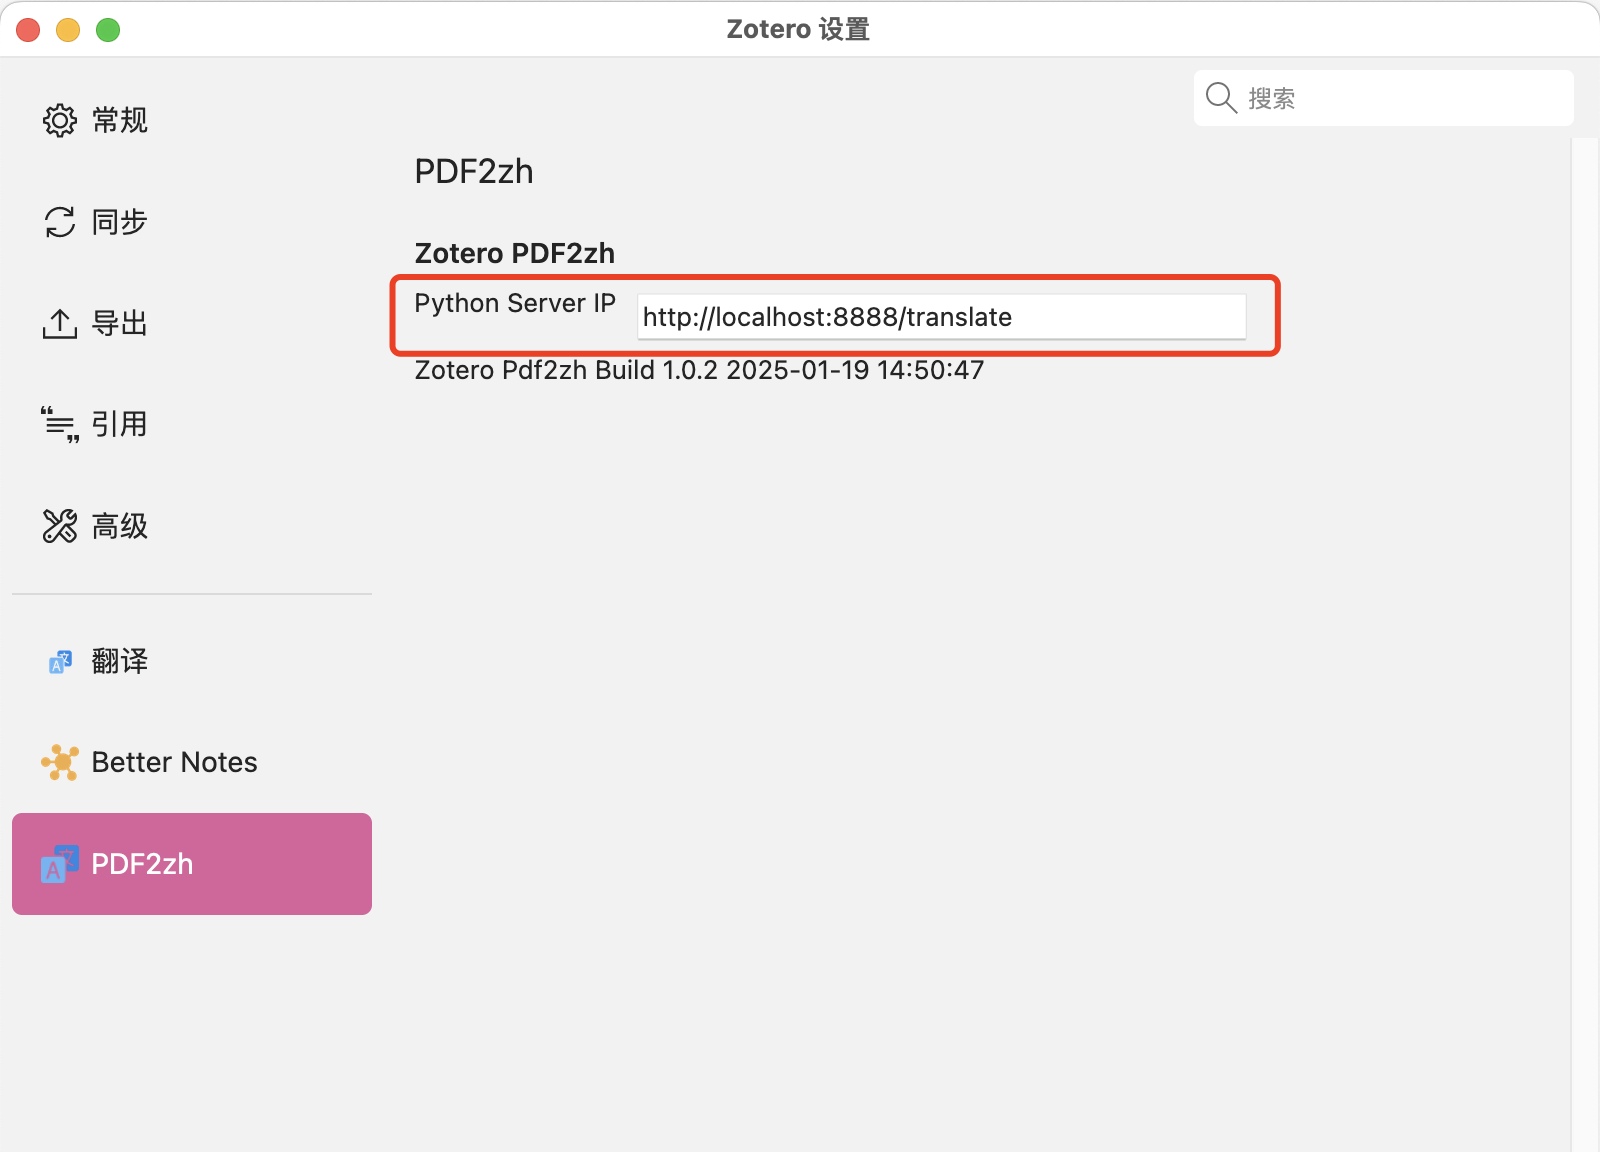 Zotero 设置
搜索
常规
同步
导出
引用
高级
翻译
Better Notes
PDF2zh
PDF2zh
Zotero PDF2zh
Python Server IP
http://localhost:8888/translate
Zotero Pdf2zh Build 1.0.2 2025-01-19 14:50:47